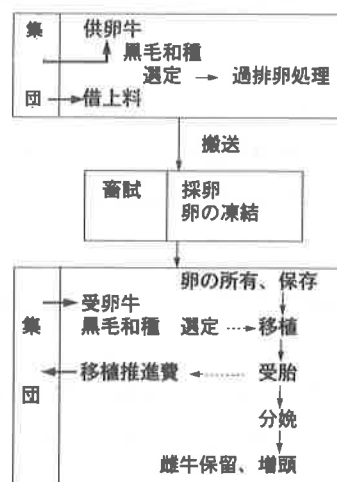 集団
供卵牛
黒毛和種
選定 → 過排卵処理
借上料
搬送
畜試
採卵
卵の凍結
集団
卵の所有、保存
受卵牛
黒毛和種 選定 → 移植
移植推進費 ← 受胎
分娩
雌牛保留、増頭